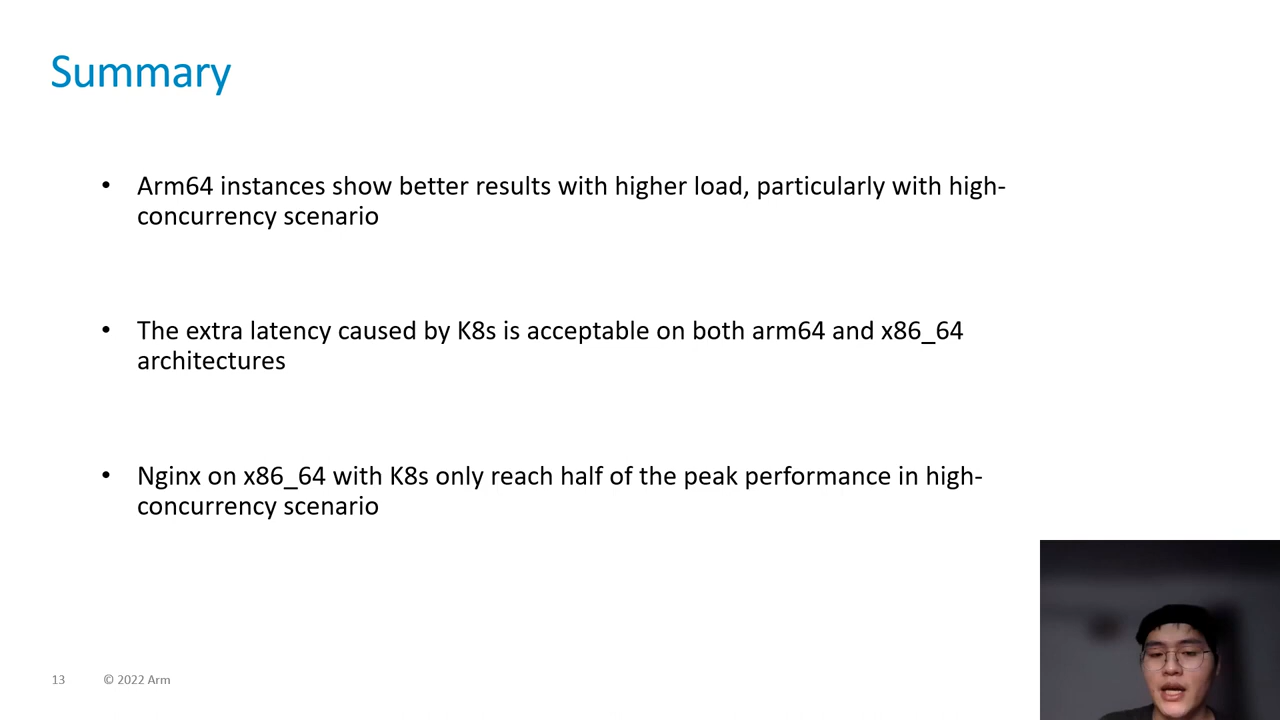 Summary
• Arm64 instances show better results with higher load, particularly with high-
concurrency scenario
• The extra latency caused by K8s is acceptable on both arm64 and x86_64
architectures
• Nginx on x86_64 with K8s only reach half of the peak performance in high-
concurrency scenario
13 © 2022 Arm